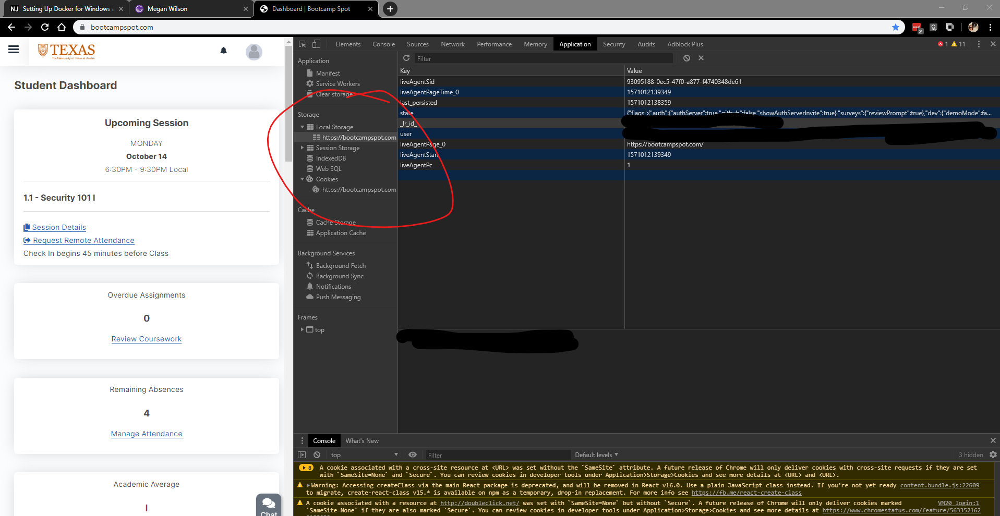 NJ Setting Up Docker for Windows a
Megan Wilson
Dashboard | Bootcamp Spot
bootcampspot.com
2
TEXAS
The University of Texas at Austin
Student Dashboard
Upcoming Session
MONDAY
October 14
6:30PM - 9:30PM Local
1.1 - Security 101 I
Session Details
Request Remote Attendance
Check In begins 45 minutes before Class
Overdue Assignments
0
Review Coursework
Remaining Absences
4
Manage Attendance
Academic Average
Chat
Elements Console Sources Network Performance Memory Application Security Audits Adblock Plus
1 11
Application
Manifest
Service Workers
Clear storage
Storage
Local Storage
https://bootcampspot.com
Session Storage
IndexedDB
Web SQL
Cookies
https://bootcampspot.com
Cache
Cache Storage
Application Cache
Background Services
Background Fetch
Background Sync
Notifications
Push Messaging
Frames
top
Filter
Key Value
liveAgentSid 93095188-0ec5-47f0-a877-f4740348de61
liveAgentPageTime_0 1571012139349
last_persisted 1571012138359
state {"flags":{"auth":{"authServer":true,"github":false,"showAuthServerInvite":true},"surveys":{"reviewPrompt":true},"dev":{"demoMode":fa...
_lr_id_
user
liveAgentPage_0 https://bootcampspot.com/
liveAgentStart 1571012139349
liveAgentPc 1
Console What's New
top Filter Default levels 3 hidden
8 A cookie associated with a cross-site resource at <URL> was set without the `SameSite` attribute. A future release of Chrome will only deliver cookies with cross-site requests if they are set
with `SameSite=None` and `Secure`. You can review cookies in developer tools under Application>Storage>Cookies and see more details at <URL> and <URL>.
Warning: Accessing createClass via the main React package is deprecated, and will be removed in React v16.0. Use a plain JavaScript class instead. If you're not yet ready content.bundle.js:22609
to migrate, create-react-class v15.* is available on npm as a temporary, drop-in replacement. For more info see https://fb.me/react-create-class
A cookie associated with a resource at http://doubleclick.net/ was set with `SameSite=None` but without `Secure`. A future release of Chrome will only deliver cookies marked VM20 login:1
`SameSite=None` if they are also marked `Secure`. You can review cookies in developer tools under Application>Storage>Cookies and see more details at https://www.chromestatus.com/feature/563352162